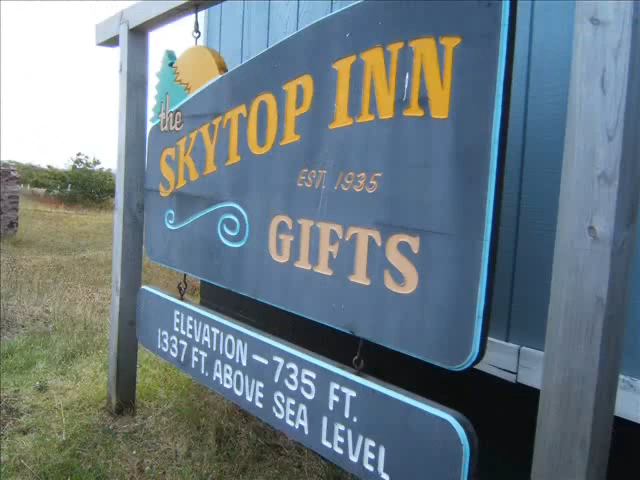 the
SKYTOP INN
EST. 1935
GIFTS
ELEVATION — 735 FT.
1337 FT. ABOVE SEA LEVEL